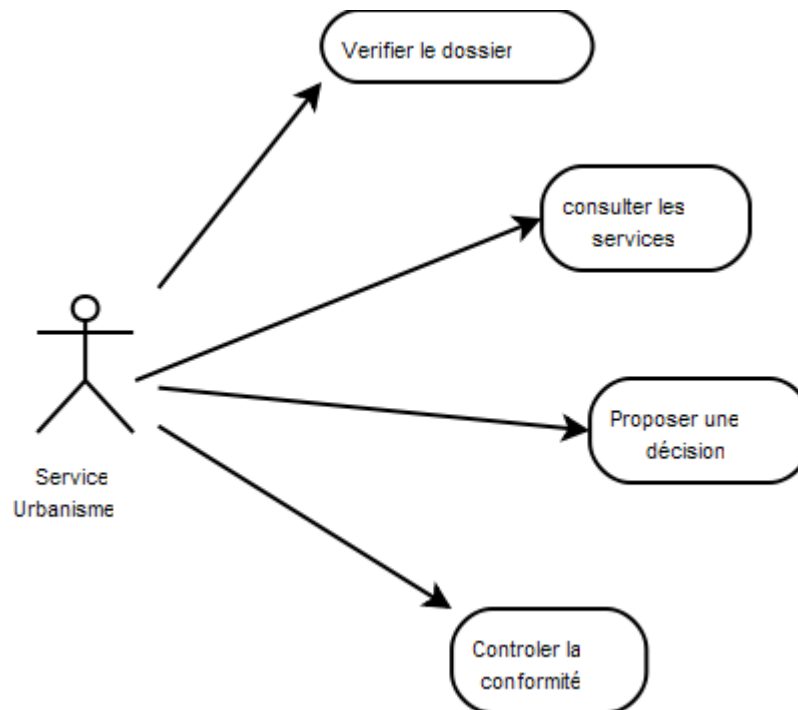 Verifier le dossier
consulter les
services
Proposer une
décision
Service
Urbanisme
Controler la
conformité